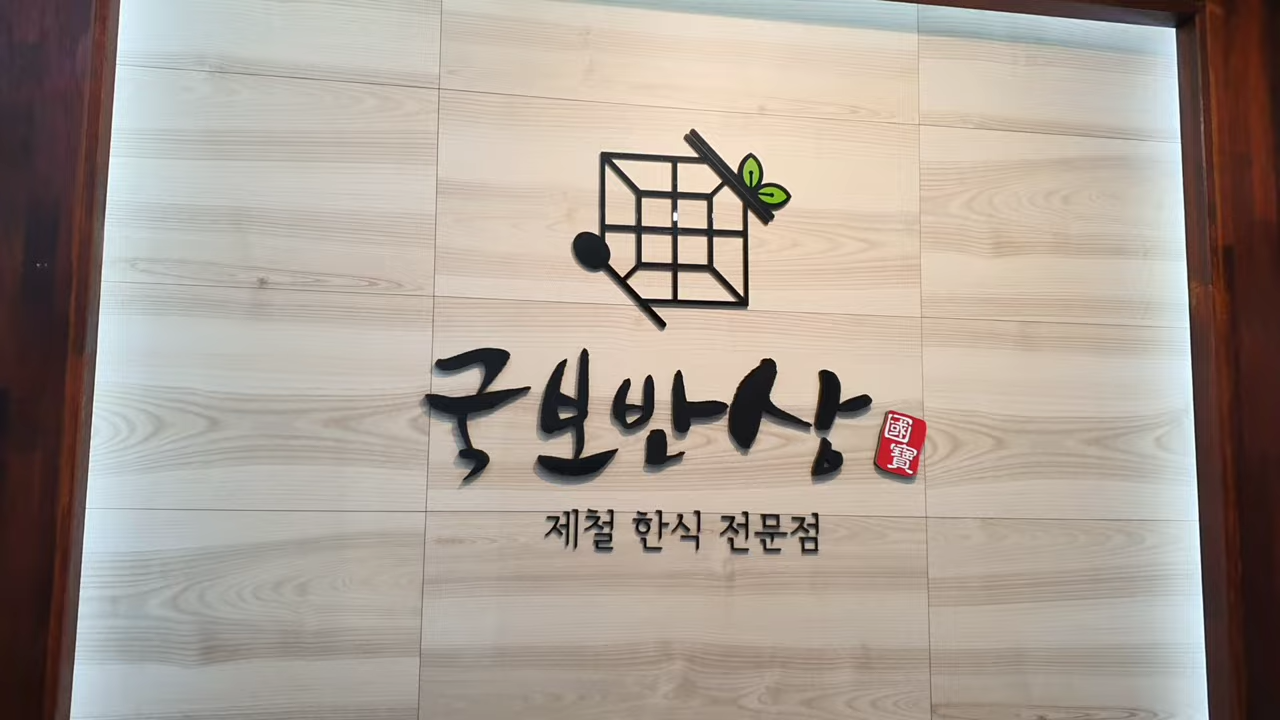 국보반상
國寶
제철 한식 전문점